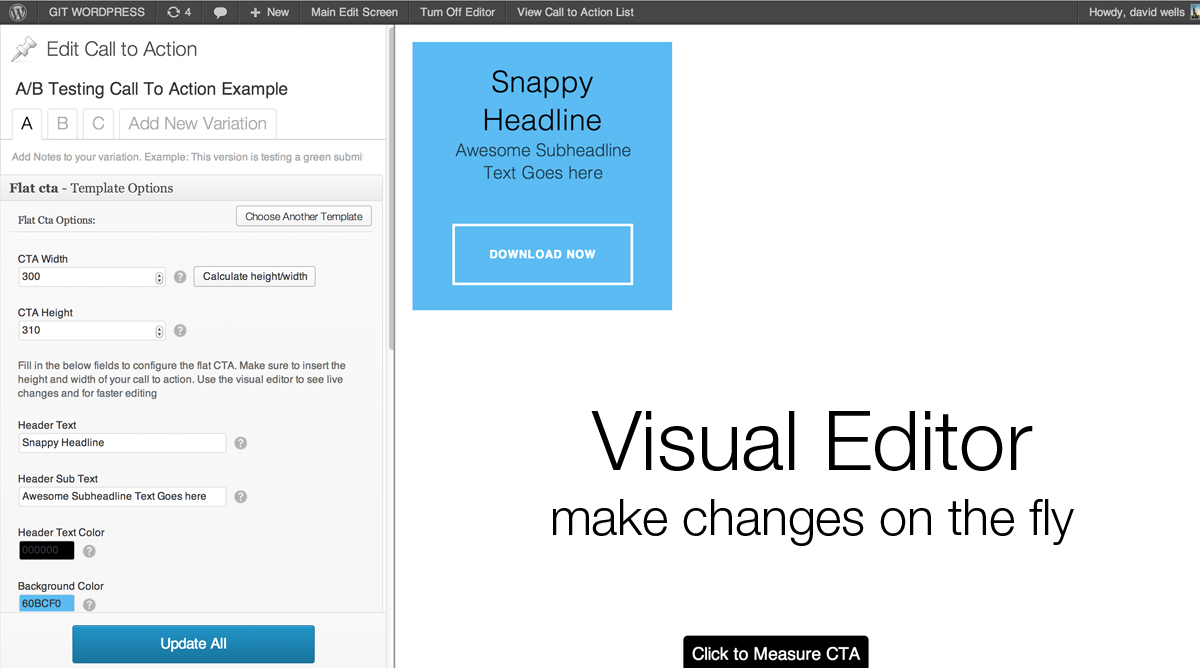 GIT WORDPRESS 4 + New Main Edit Screen Turn Off Editor View Call to Action List Howdy, david wells
Edit Call to Action
A/B Testing Call To Action Example
A B C Add New Variation
Add Notes to your variation. Example: This version is testing a green submi
Flat cta - Template Options
Flat Cta Options: Choose Another Template
CTA Width
300 ? Calculate height/width
CTA Height
310 ?
Fill in the below fields to configure the flat CTA. Make sure to insert the
height and width of your call to action. Use the visual editor to see live
changes and for faster editing
Header Text
Snappy Headline ?
Header Sub Text
Awesome Subheadline Text Goes here ?
Header Text Color
000000 ?
Background Color
60BCF0 ?
Update All
Snappy
Headline
Awesome Subheadline
Text Goes here
DOWNLOAD NOW
Visual Editor
make changes on the fly
Click to Measure CTA